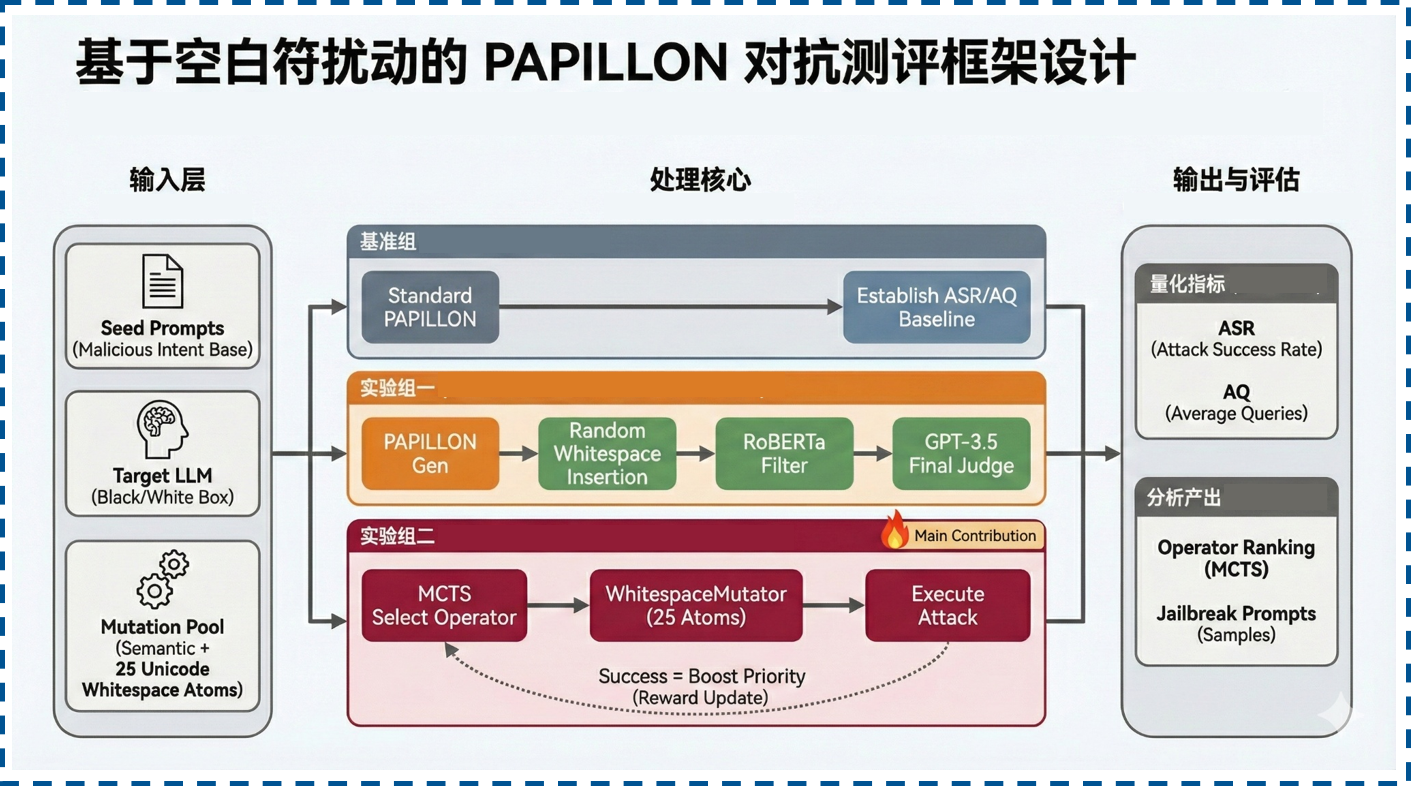 基于空白符扰动的 PAPILLON 对抗测评框架设计
输入层
Seed Prompts
(Malicious Intent Base)
Target LLM
(Black/White Box)
Mutation Pool
(Semantic +
25 Unicode
Whitespace Atoms)
处理核心
基准组
Standard
PAPILLON
Establish ASR/AQ
Baseline
实验组一
PAPILLON
Gen
Random
Whitespace
Insertion
RoBERTa
Filter
GPT-3.5
Final Judge
实验组二
Main Contribution
MCTS
Select Operator
WhitespaceMutator
(25 Atoms)
Execute
Attack
Success = Boost Priority
(Reward Update)
输出与评估
量化指标
ASR
(Attack Success Rate)
AQ
(Average Queries)
分析产出
Operator Ranking
(MCTS)
Jailbreak Prompts
(Samples)